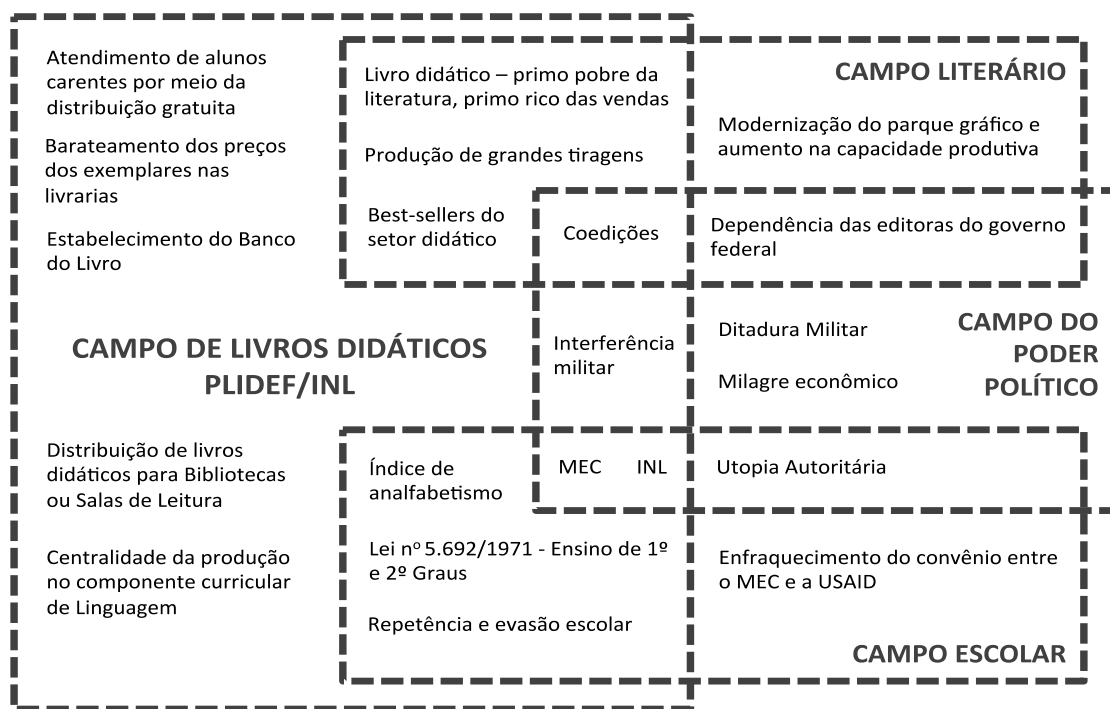 Atendimento de alunos
carentes por meio da
distribuição gratuita
Barateamento dos preços
dos exemplares nas
livrarias
Estabelecimento do Banco
do Livro
Livro didático – primo pobre da
literatura, primo rico das vendas
Produção de grandes tiragens
Best-sellers do
setor didático
Coedições
CAMPO LITERÁRIO
Modernização do parque gráfico e
aumento na capacidade produtiva
Dependência das editoras do governo
federal
CAMPO DE LIVROS DIDÁTICOS
PLIDEF/INL
Interferência
militar
Ditadura Militar
Milagre econômico
CAMPO DO
PODER
POLÍTICO
Distribuição de livros
didáticos para Bibliotecas
ou Salas de Leitura
Centralidade da produção
no componente curricular
de Linguagem
Índice de
analfabetismo
MEC INL
Utopia Autoritária
Lei nº 5.692/1971 - Ensino de 1º
e 2º Graus
Repetência e evasão escolar
Enfraquecimento do convênio entre
o MEC e a USAID
CAMPO ESCOLAR